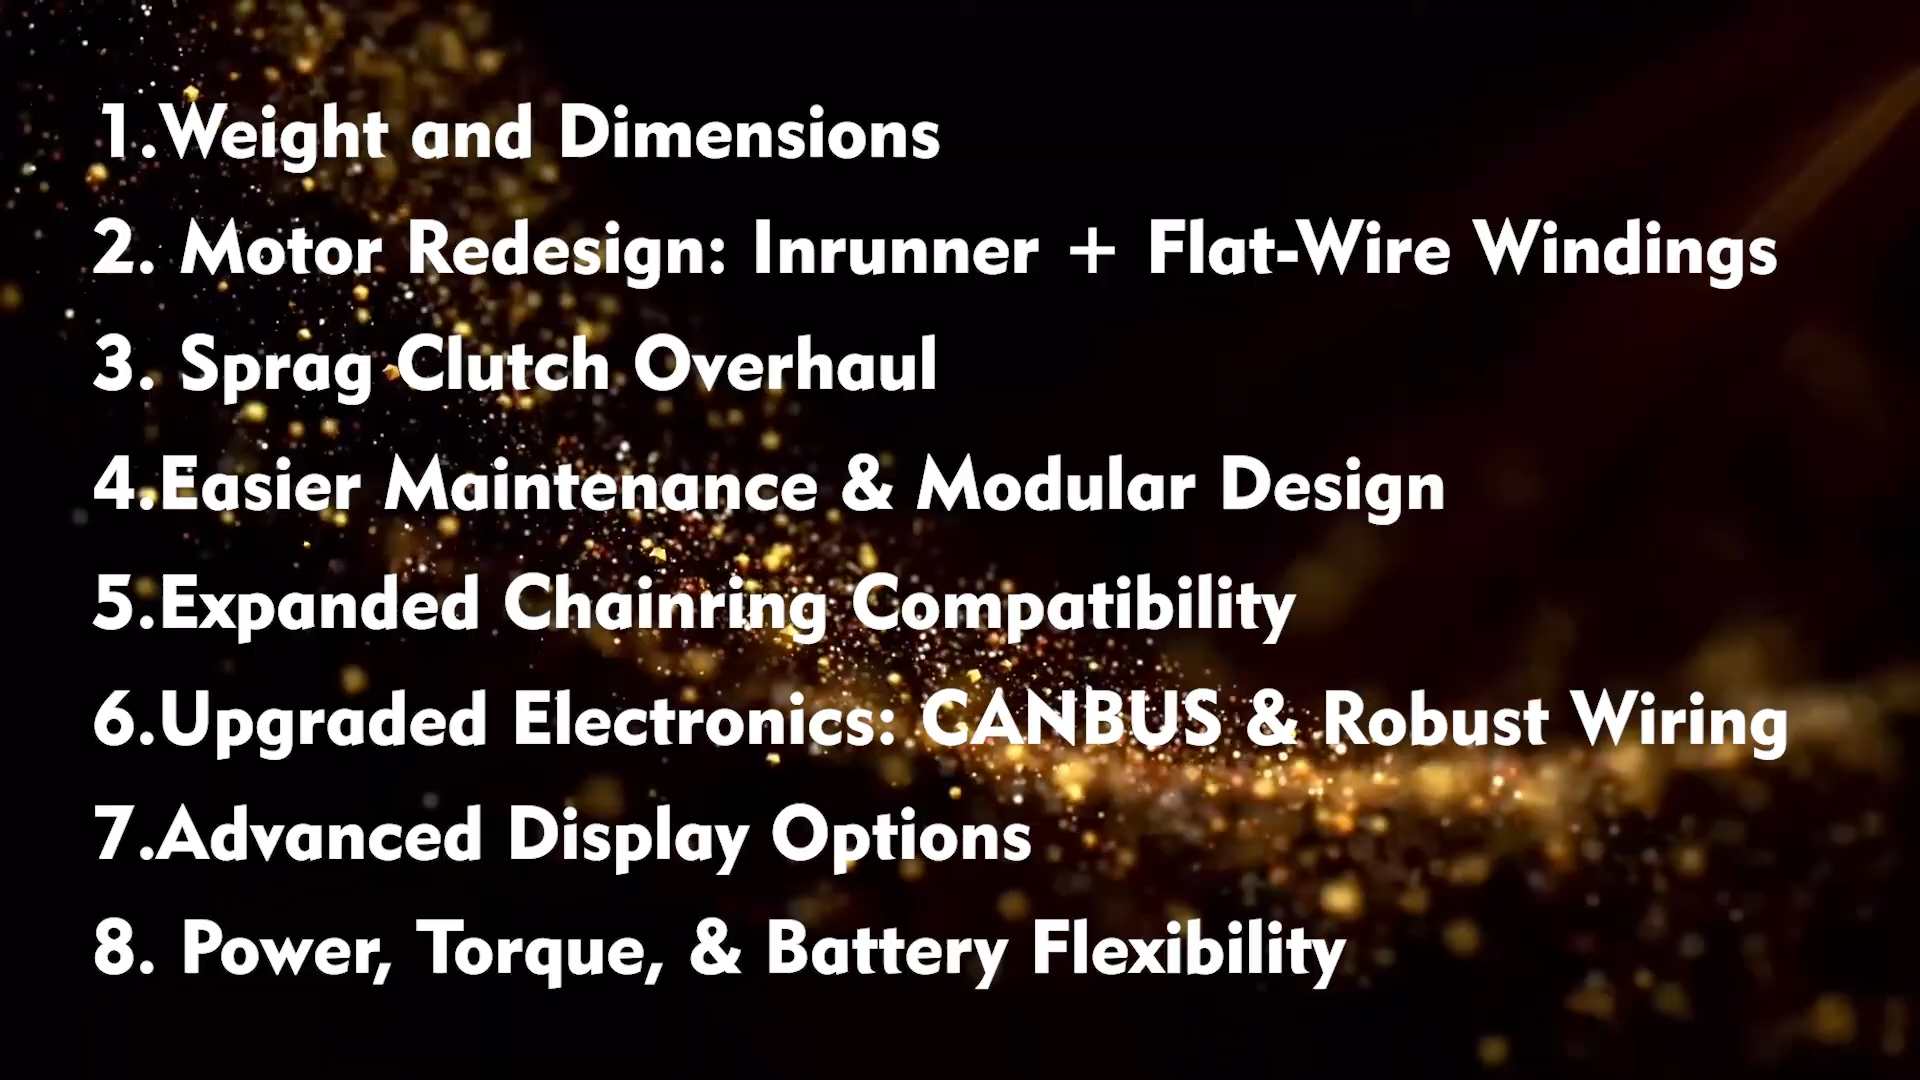 1.Weight and Dimensions
2. Motor Redesign: Inrunner + Flat-Wire Windings
3. Sprag Clutch Overhaul
4.Easier Maintenance & Modular Design
5.Expanded Chainring Compatibility
6.Upgraded Electronics: CANBUS & Robust Wiring
7.Advanced Display Options
8. Power, Torque, & Battery Flexibility